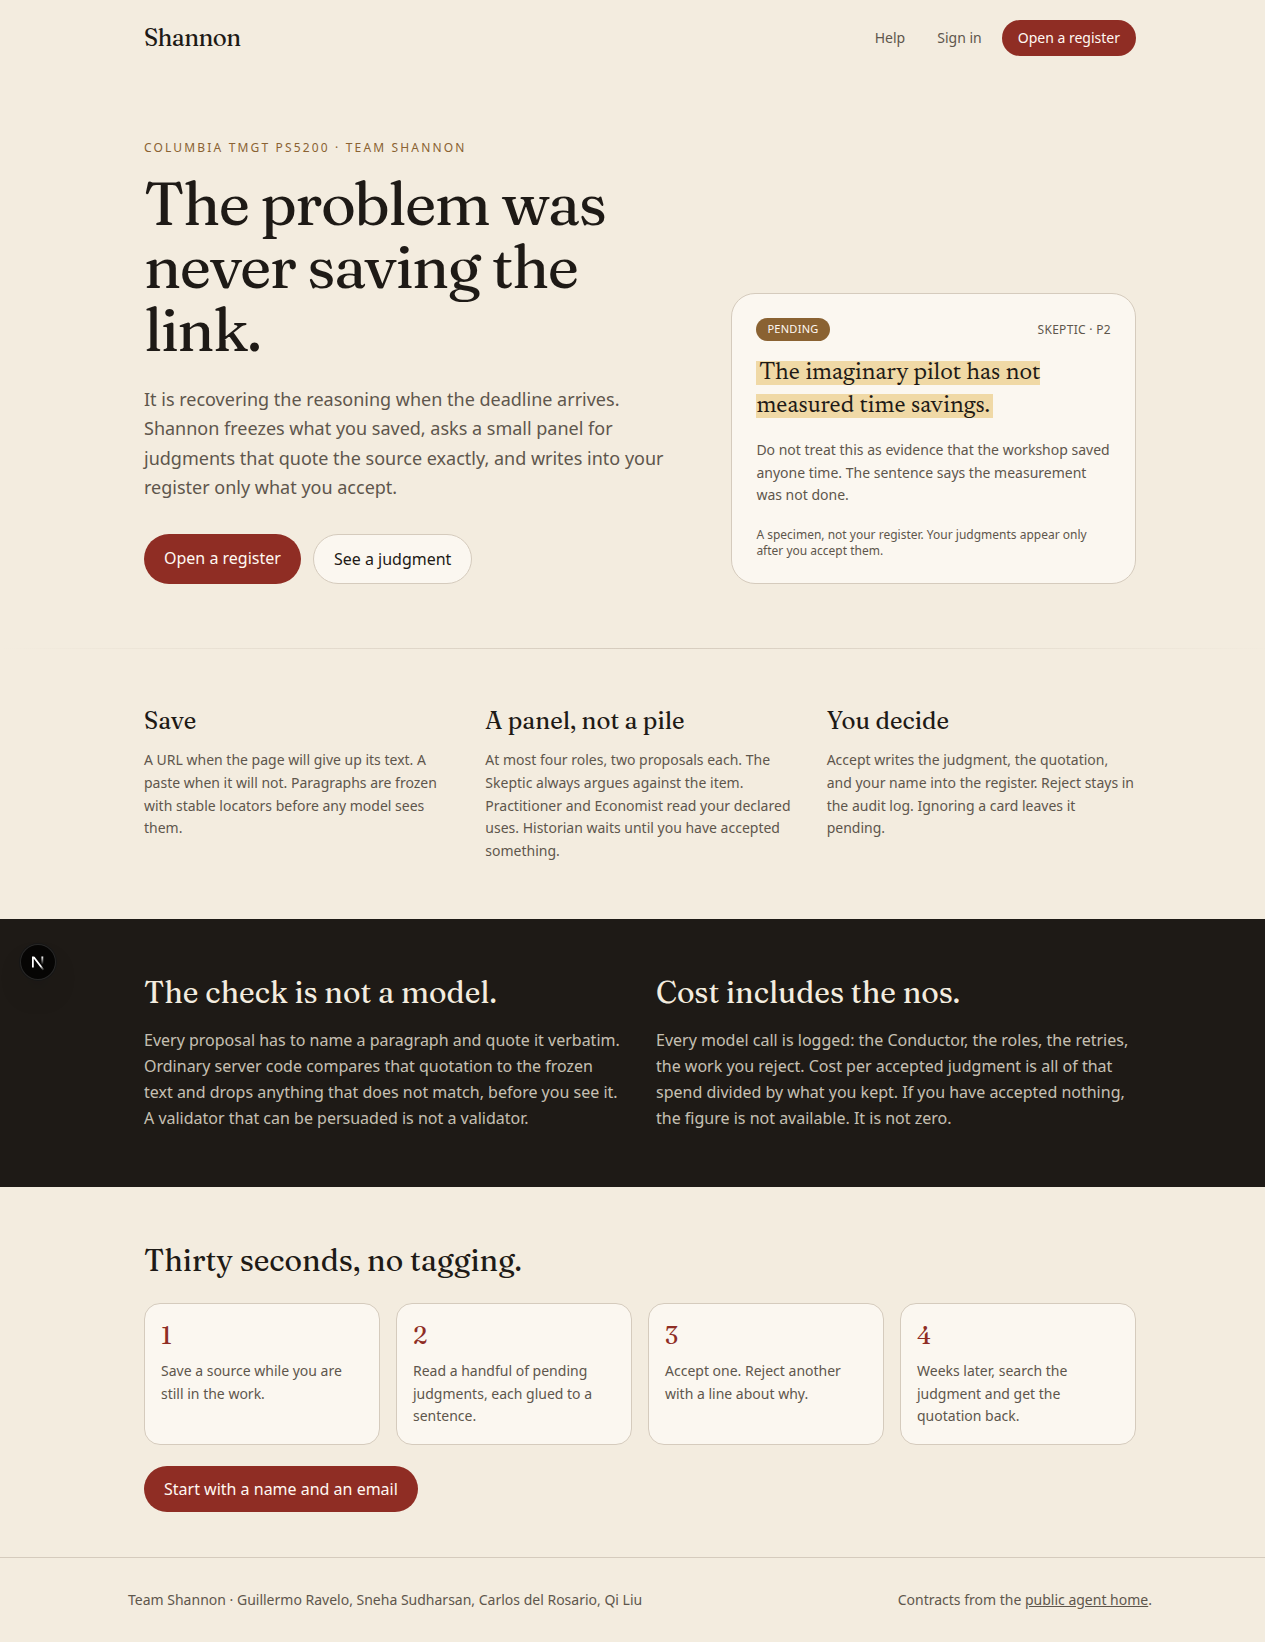 Shannon
Help
Sign in
Open a register
COLUMBIA TMGT PS5200 · TEAM SHANNON
The problem was
never saving the
link.
It is recovering the reasoning when the deadline arrives.
Shannon freezes what you saved, asks a small panel for
judgments that quote the source exactly, and writes into your
register only what you accept.
Open a register
See a judgment
PENDING
SKEPTIC · P2
The imaginary pilot has not
measured time savings.
Do not treat this as evidence that the workshop saved
anyone time. The sentence says the measurement
was not done.
A specimen, not your register. Your judgments appear only
after you accept them.
Save
A URL when the page will give up its text. A
paste when it will not. Paragraphs are frozen
with stable locators before any model sees
them.
A panel, not a pile
At most four roles, two proposals each. The
Skeptic always argues against the item.
Practitioner and Economist read your declared
uses. Historian waits until you have accepted
something.
You decide
Accept writes the judgment, the quotation,
and your name into the register. Reject stays in
the audit log. Ignoring a card leaves it
pending.
N
The check is not a model.
Every proposal has to name a paragraph and quote it verbatim.
Ordinary server code compares that quotation to the frozen
text and drops anything that does not match, before you see it.
A validator that can be persuaded is not a validator.
Cost includes the nos.
Every model call is logged: the Conductor, the roles, the retries,
the work you reject. Cost per accepted judgment is all of that
spend divided by what you kept. If you have accepted nothing,
the figure is not available. It is not zero.
Thirty seconds, no tagging.
1
Save a source while you are
still in the work.
2
Read a handful of pending
judgments, each glued to a
sentence.
3
Accept one. Reject another
with a line about why.
4
Weeks later, search the
judgment and get the
quotation back.
Start with a name and an email
Team Shannon · Guillermo Ravelo, Sneha Sudharsan, Carlos del Rosario, Qi Liu
Contracts from the public agent home.